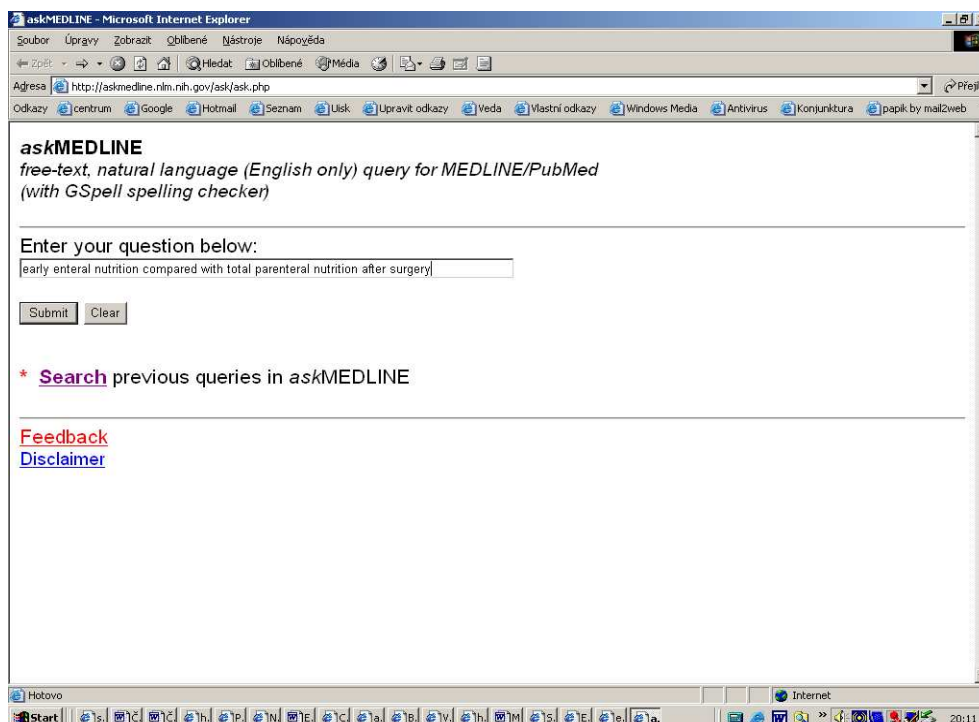 askMEDLINE - Microsoft Internet Explorer
Soubor Úpravy Zobrazit Oblíbené Nástroje Nápověda
Zpět Hledat Oblíbené Média
Adresa http://askmedline.nlm.nih.gov/ask/ask.php Přejít
Odkazy centrum Google Hotmail Seznam Uisk Upravit odkazy Veda Vlastní odkazy Windows Media Antivirus Konjunktura papik by mail2web
askMEDLINE
free-text, natural language (English only) query for MEDLINE/PubMed
(with GSpell spelling checker)
Enter your question below:
early enteral nutrition compared with total parenteral nutrition after surgery
Submit Clear
* Search previous queries in askMEDLINE
Feedback
Disclaimer
Hotovo Internet
Start s. Č. Č. h. P. N. E. C. a. B. V. h. M S. E. e. a.